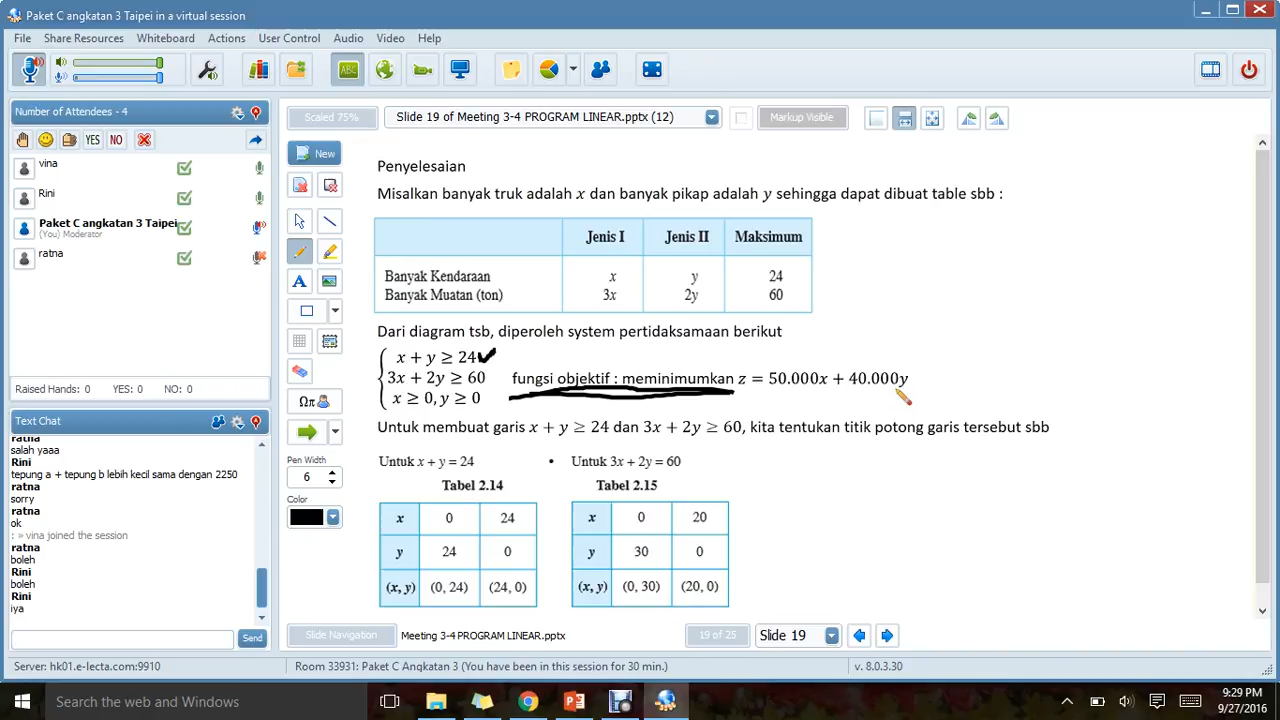 Paket C angkatan 3 Taipei in a virtual session
File Share Resources Whiteboard Actions User Control Audio Video Help
ABC
Number of Attendees - 4
YES NO
vina
Rini
Paket C angkatan 3 Taipei
(You) Moderator
ratna
Raised Hands: 0 YES: 0 NO: 0
Text Chat
ratna
salah yaaa
Rini
tepung a + tepung b lebih kecil sama dengan 2250
ratna
sorry
ratna
ok
: » vina joined the session
ratna
boleh
Rini
boleh
Rini
iya
Send
Scaled 75%
Slide 19 of Meeting 3-4 PROGRAM LINEAR.pptx (12)
Markup Visible
New
A
Ωπ
Pen Width
6
Color
Penyelesaian
Misalkan banyak truk adalah x dan banyak pikap adalah y sehingga dapat dibuat table sbb :
Jenis I Jenis II Maksimum
Banyak Kendaraan x y 24
Banyak Muatan (ton) 3x 2y 60
Dari diagram tsb, diperoleh system pertidaksamaan berikut
x + y ≥ 24
3x + 2y ≥ 60 fungsi objektif : meminimumkan z = 50.000x + 40.000y
x ≥ 0, y ≥ 0
Untuk membuat garis x + y ≥ 24 dan 3x + 2y ≥ 60, kita tentukan titik potong garis tersebut sbb
Untuk x + y = 24
Tabel 2.14
x 0 24
y 24 0
(x, y) (0, 24) (24, 0)
• Untuk 3x + 2y = 60
Tabel 2.15
x 0 20
y 30 0
(x, y) (0, 30) (20, 0)
Slide Navigation Meeting 3-4 PROGRAM LINEAR.pptx 19 of 25 Slide 19
Server: hk01.e-lecta.com:9910 Room 33931: Paket C Angkatan 3 (You have been in this session for 30 min.) v. 8.0.3.30
Search the web and Windows
9:29 PM
9/27/2016